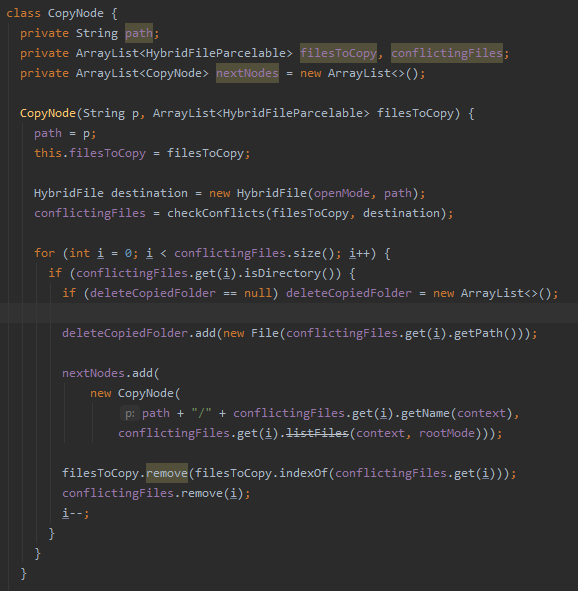 class CopyNode {
private String path;
private ArrayList<HybridFileParcelable> filesToCopy, conflictingFiles;
private ArrayList<CopyNode> nextNodes = new ArrayList<>();
CopyNode(String p, ArrayList<HybridFileParcelable> filesToCopy) {
path = p;
this.filesToCopy = filesToCopy;
HybridFile destination = new HybridFile(openMode, path);
conflictingFiles = checkConflicts(filesToCopy, destination);
for (int i = 0; i < conflictingFiles.size(); i++) {
if (conflictingFiles.get(i).isDirectory()) {
if (deleteCopiedFolder == null) deleteCopiedFolder = new ArrayList<>();
deleteCopiedFolder.add(new File(conflictingFiles.get(i).getPath()));
nextNodes.add(
new CopyNode(
p: path + "/" + conflictingFiles.get(i).getName(context),
conflictingFiles.get(i).listFiles(context, rootMode)));
filesToCopy.remove(filesToCopy.indexOf(conflictingFiles.get(i)));
conflictingFiles.remove(i);
i--;
}
}
}